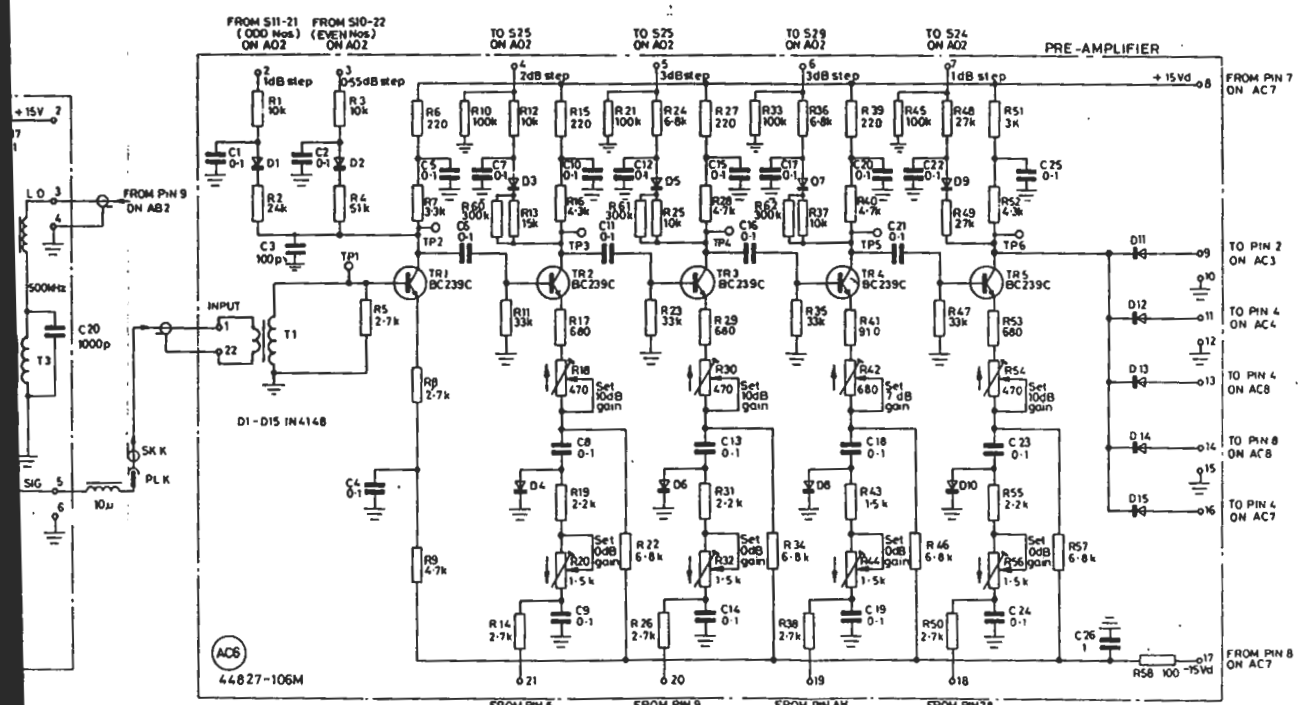 FROM S11-21
(ODD Nos)
ON A02
FROM S10-22
(EVEN Nos)
ON A02
TO S25
ON A02
TO S25
ON A02
TO S29
ON A02
TO S24
ON A02
PRE-AMPLIFIER
2
1dB step
3
0·55dB step
4
2dB step
5
3dB step
6
3dB step
7
1dB step
+15Vd
8
FROM PIN 7
ON AC7
R1
10k
R3
10k
R6
220
R10
100k
R12
10k
R15
220
R21
100k
R24
6·8k
R27
220
R33
100k
R36
6·8k
R39
220
R45
100k
R48
27k
R51
3K
+15V
2
17
1
C1
0·1
D1
C2
0·1
D2
C5
0·1
C7
0·1
D3
C10
0·1
C12
0·1
D5
C15
0·1
C17
0·1
D7
C20
0·1
C22
0·1
D9
C25
0·1
LO
3
4
FROM PIN 9
ON AB2
R2
24k
R4
51k
R7
3·3k
R60
300k
R13
15k
R16
4·3k
R61
300k
R25
10k
R28
4·7k
R62
300k
R37
10k
R40
4·7k
R49
27k
R52
4·3k
C3
100p
TP2
C6
0·1
TP3
C11
0·1
TP4
C16
0·1
TP5
C21
0·1
TP6
D11
9
TO PIN 2
ON AC3
TP1
TR1
BC239C
TR2
BC239C
TR3
BC239C
TR4
BC239C
TR5
BC239C
10
500kHz
INPUT
1
22
T1
R5
2·7k
R11
33k
R17
680
R23
33k
R29
680
R35
33k
R41
910
R47
33k
R53
680
D12
11
TO PIN 4
ON AC4
C20
1000p
T3
12
R8
2·7k
R18
470
Set
10dB
gain
R30
470
Set
10dB
gain
R42
680
Set
7dB
gain
R54
470
Set
10dB
gain
D13
13
TO PIN 4
ON AC8
D1-D15 IN4148
C8
0·1
C13
0·1
C18
0·1
C23
0·1
D14
14
TO PIN 8
ON AC8
SKK
PLK
15
SIG
5
6
10μ
C4
0·1
D4
R19
2·2k
D6
R31
2·2k
D8
R43
1·5k
D10
R55
2·2k
D15
16
TO PIN 4
ON AC7
R9
4·7k
R20
1·5k
Set
0dB
gain
R22
6·8k
R32
1·5k
Set
0dB
gain
R34
6·8k
R44
1·5k
Set
0dB
gain
R46
6·8k
R56
1·5k
Set
0dB
gain
R57
6·8k
R14
2·7k
C9
0·1
R26
2·7k
C14
0·1
R38
2·7k
C19
0·1
R50
2·7k
C24
0·1
C26
1
AC6
44827-106M
R58 100
17
-15Vd
FROM PIN 8
ON AC7
21
20
19
18